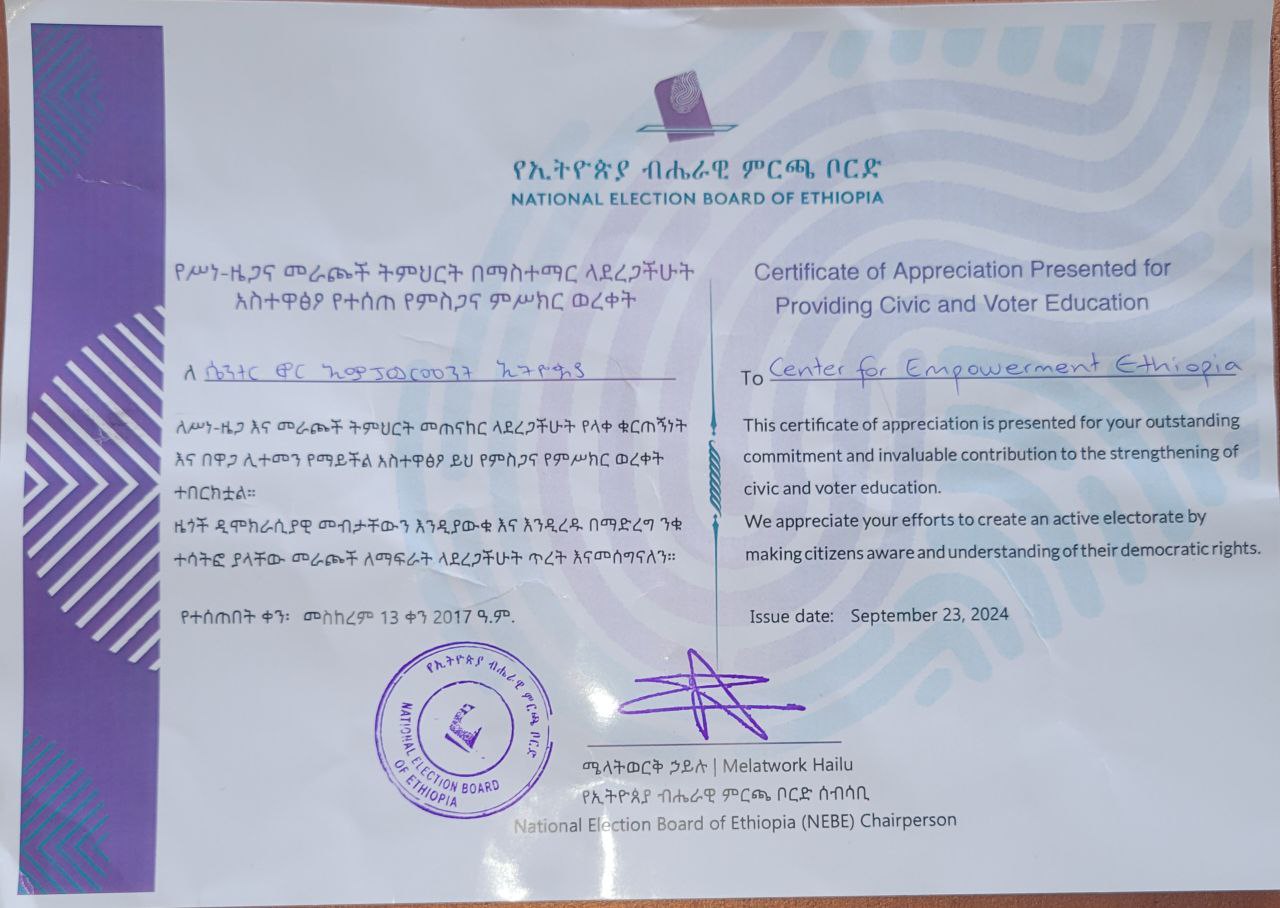 የኢትዮጵያ ብሔራዊ ምርጫ ቦርድ
NATIONAL ELECTION BOARD OF ETHIOPIA
የሥነ-ዜጋና መራጮች ትምህርት በማስተማር ላደረጋችሁት
አስተዋፅዖ የተሰጠ የምስጋና ምሥክር ወረቀት
ለ ሴንተር ፎር ኢምፓወርመንት ኢትዮጵያ
ለሥነ-ዜጋ እና መራጮች ትምህርት መጠናከር ላደረጋችሁት የላቀ ቁርጠኝነት
እና በዋጋ ሊተመን የማይችል አስተዋፅዖ ይህ የምስጋና የምሥክር ወረቀት
ተበርክቷል።
ዜጎች ዲሞክራሲያዊ መብታቸውን እንዲያውቁ እና እንዲረዱ በማድረግ ንቁ
ተሳትፎ ያላቸው መራጮች ለማፍራት ላደረጋችሁት ጥረት እናመሰግናለን።
የተሰጠበት ቀን፡ መስከረም 13 ቀን 2017 ዓ.ም.
Certificate of Appreciation Presented for
Providing Civic and Voter Education
To Center for Empowerment Ethiopia
This certificate of appreciation is presented for your outstanding
commitment and invaluable contribution to the strengthening of
civic and voter education.
We appreciate your efforts to create an active electorate by
making citizens aware and understanding of their democratic rights.
Issue date: September 23, 2024
የኢትዮጵያ ብሔራዊ ምርጫ ቦርድ
NATIONAL ELECTION BOARD
OF ETHIOPIA
ሜላትወርቅ ኃይሉ | Melatwork Hailu
የኢትዮጵያ ብሔራዊ ምርጫ ቦርድ ሰብሳቢ
National Election Board of Ethiopia (NEBE) Chairperson